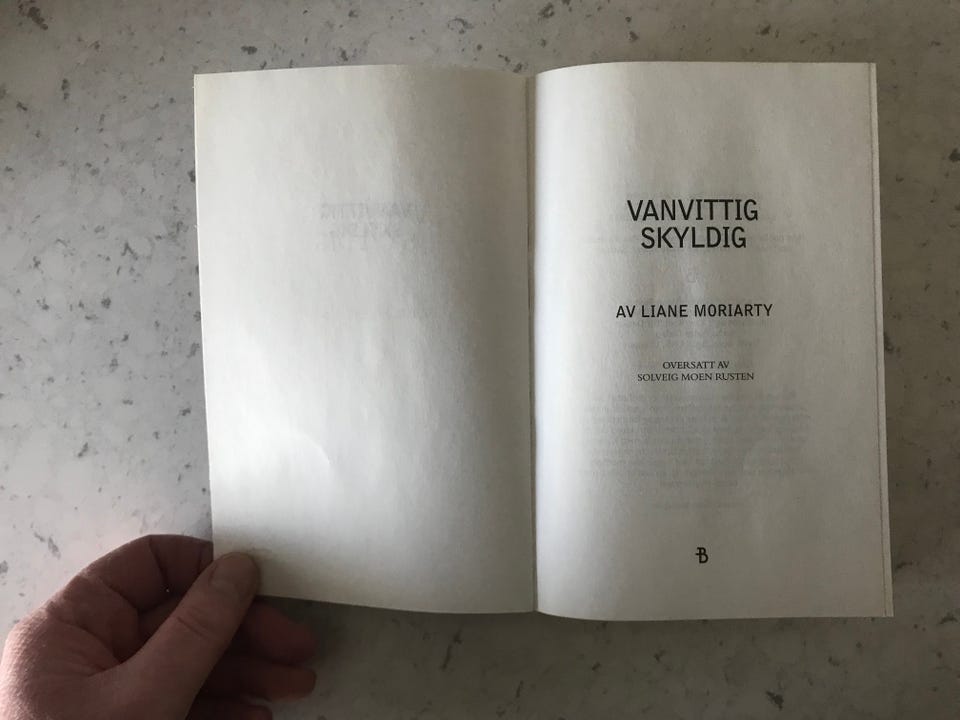 VANVITTIG
SKYLDIG
AV LIANE MORIARTY
OVERSATT AV
SOLVEIG MOEN RUSTEN
B